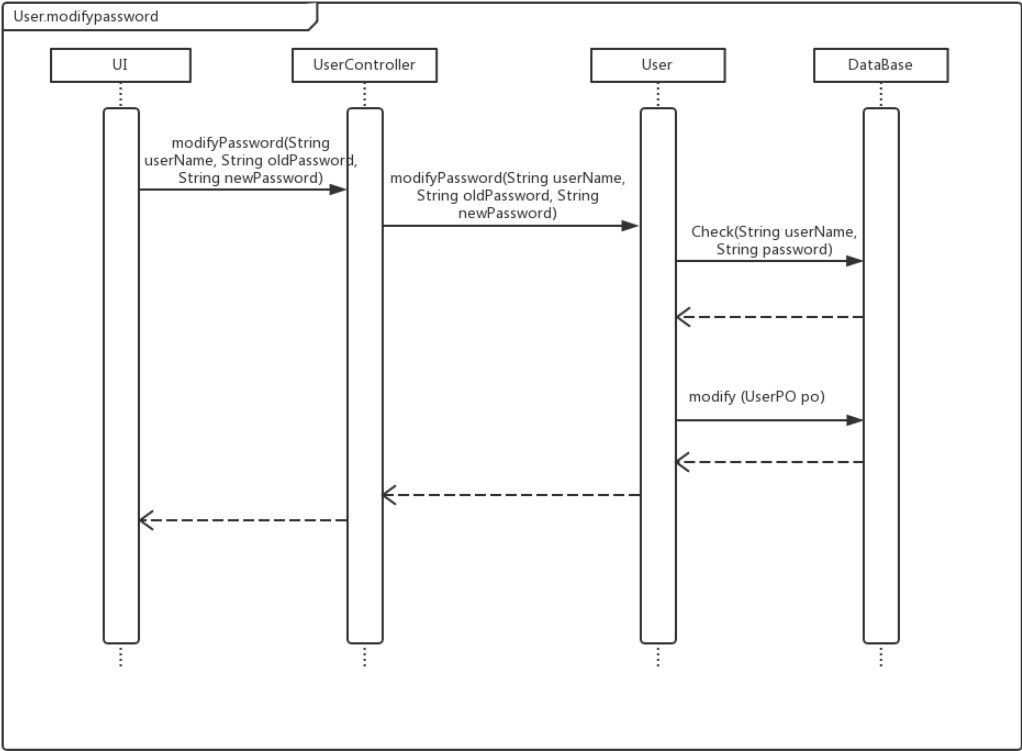 User.modifypassword
UI
UserController
User
DataBase
modifyPassword(String
userName, String oldPassword,
String newPassword)
modifyPassword(String userName,
String oldPassword, String
newPassword)
Check(String userName,
String password)
modify (UserPO po)